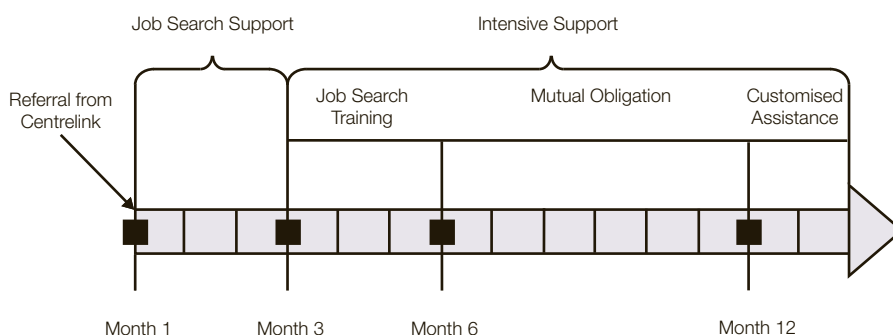 Job Search Support
Intensive Support
Referral from
Centrelink
Job Search
Training
Mutual Obligation
Customised
Assistance
Month 1
Month 3
Month 6
Month 12